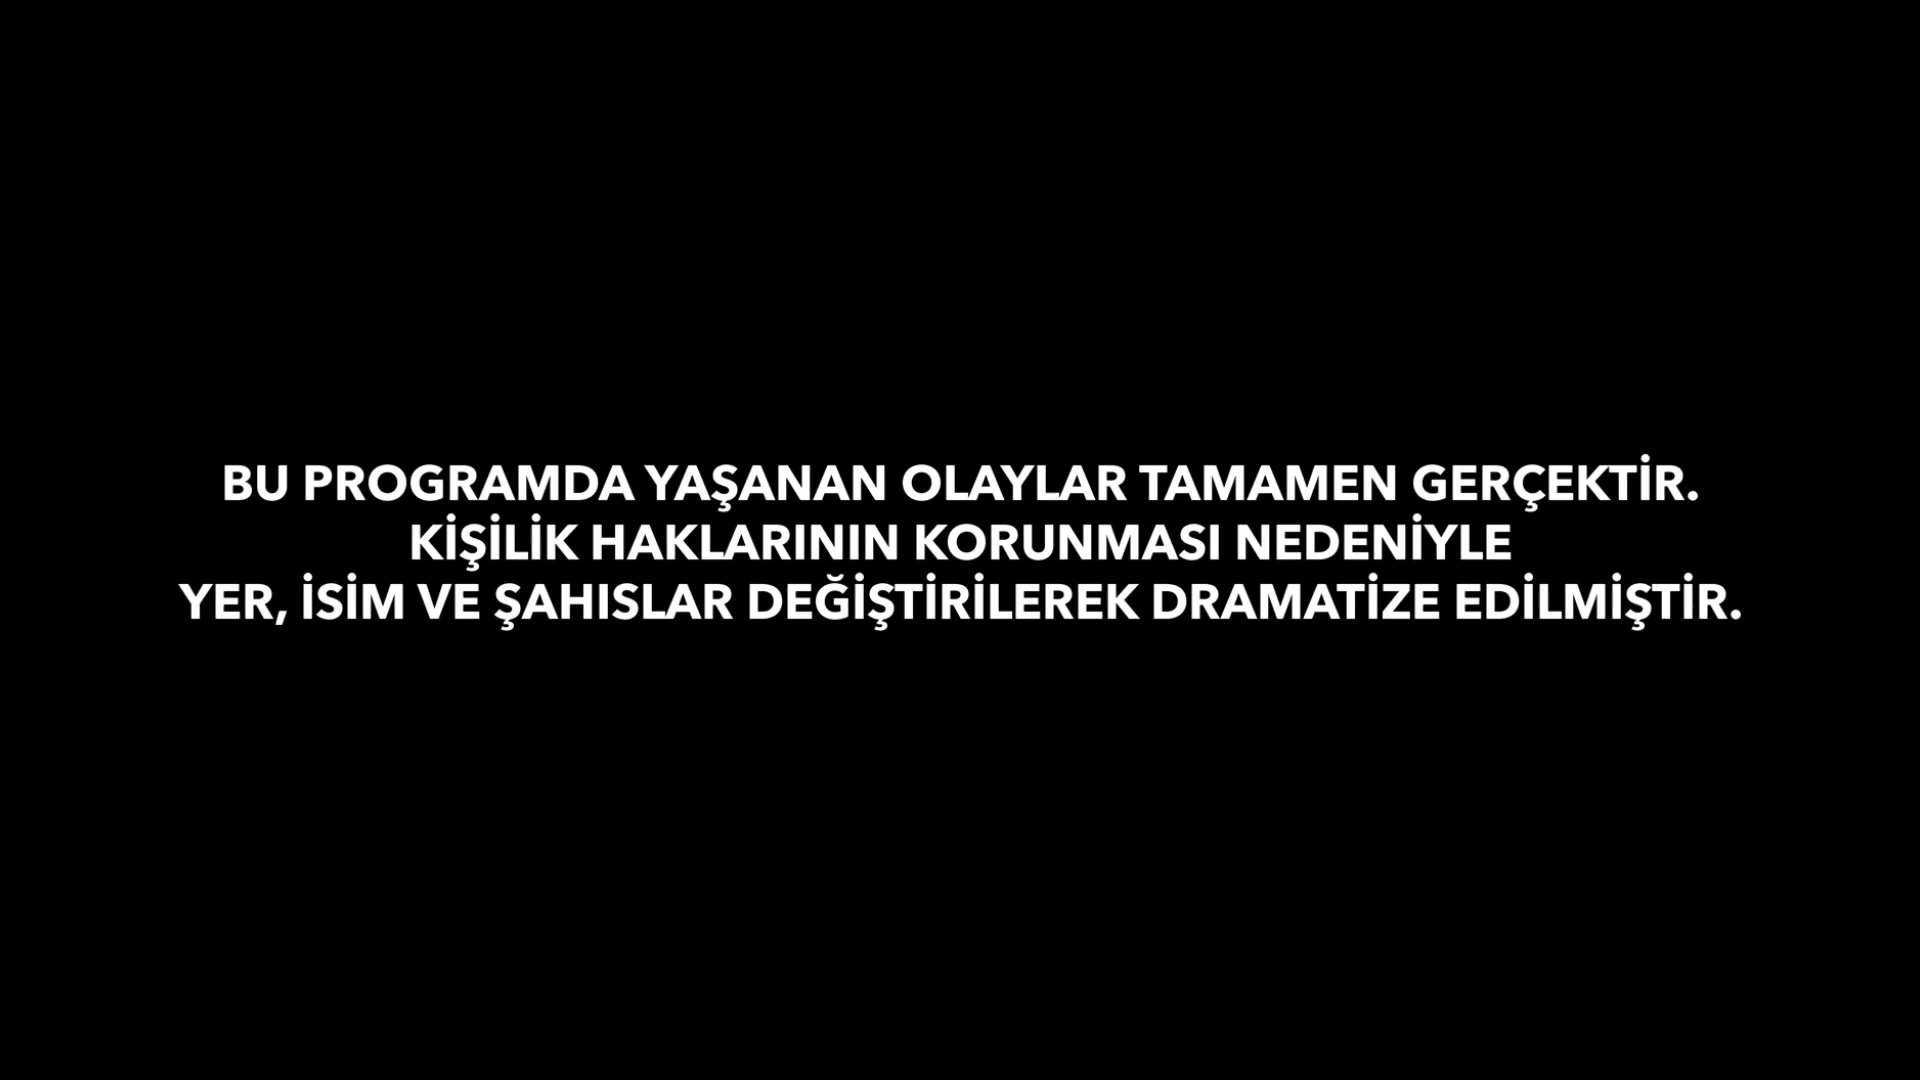 BU PROGRAMDA YAŞANAN OLAYLAR TAMAMEN GERÇEKTİR.
KİŞİLİK HAKLARININ KORUNMASI NEDENİYLE
YER, İSİM VE ŞAHISLAR DEĞİŞTİRİLEREK DRAMATİZE EDİLMİŞTİR.